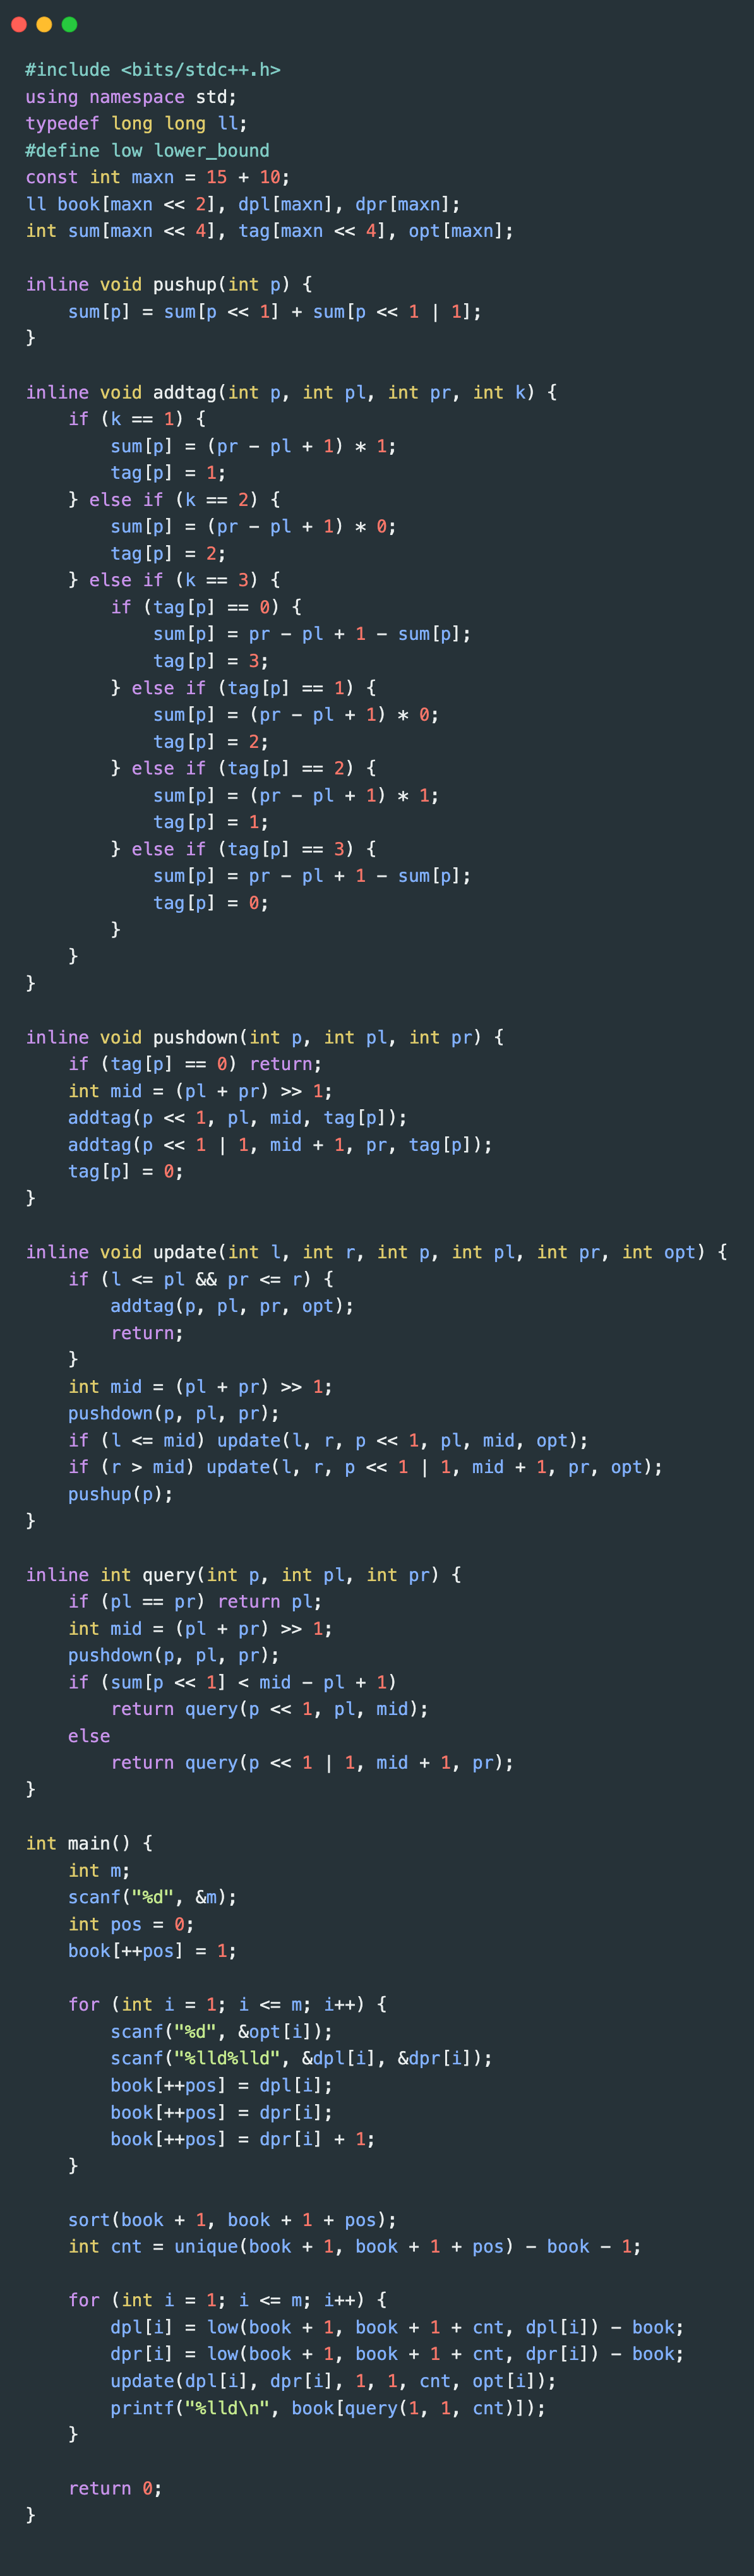 #include <bits/stdc++.h>
using namespace std;
typedef long long ll;
#define low lower_bound
const int maxn = 15 + 10;
ll book[maxn << 2], dpl[maxn], dpr[maxn];
int sum[maxn << 4], tag[maxn << 4], opt[maxn];

inline void pushup(int p) {
    sum[p] = sum[p << 1] + sum[p << 1 | 1];
}

inline void addtag(int p, int pl, int pr, int k) {
    if (k == 1) {
        sum[p] = (pr - pl + 1) * 1;
        tag[p] = 1;
    } else if (k == 2) {
        sum[p] = (pr - pl + 1) * 0;
        tag[p] = 2;
    } else if (k == 3) {
        if (tag[p] == 0) {
            sum[p] = pr - pl + 1 - sum[p];
            tag[p] = 3;
        } else if (tag[p] == 1) {
            sum[p] = (pr - pl + 1) * 0;
            tag[p] = 2;
        } else if (tag[p] == 2) {
            sum[p] = (pr - pl + 1) * 1;
            tag[p] = 1;
        } else if (tag[p] == 3) {
            sum[p] = pr - pl + 1 - sum[p];
            tag[p] = 0;
        }
    }
}

inline void pushdown(int p, int pl, int pr) {
    if (tag[p] == 0) return;
    int mid = (pl + pr) >> 1;
    addtag(p << 1, pl, mid, tag[p]);
    addtag(p << 1 | 1, mid + 1, pr, tag[p]);
    tag[p] = 0;
}

inline void update(int l, int r, int p, int pl, int pr, int opt) {
    if (l <= pl && pr <= r) {
        addtag(p, pl, pr, opt);
        return;
    }
    int mid = (pl + pr) >> 1;
    pushdown(p, pl, pr);
    if (l <= mid) update(l, r, p << 1, pl, mid, opt);
    if (r > mid) update(l, r, p << 1 | 1, mid + 1, pr, opt);
    pushup(p);
}

inline int query(int p, int pl, int pr) {
    if (pl == pr) return pl;
    int mid = (pl + pr) >> 1;
    pushdown(p, pl, pr);
    if (sum[p << 1] < mid - pl + 1)
        return query(p << 1, pl, mid);
    else
        return query(p << 1 | 1, mid + 1, pr);
}

int main() {
    int m;
    scanf("%d", &m);
    int pos = 0;
    book[++pos] = 1;

    for (int i = 1; i <= m; i++) {
        scanf("%d", &opt[i]);
        scanf("%lld%lld", &dpl[i], &dpr[i]);
        book[++pos] = dpl[i];
        book[++pos] = dpr[i];
        book[++pos] = dpr[i] + 1;
    }

    sort(book + 1, book + 1 + pos);
    int cnt = unique(book + 1, book + 1 + pos) - book - 1;

    for (int i = 1; i <= m; i++) {
        dpl[i] = low(book + 1, book + 1 + cnt, dpl[i]) - book;
        dpr[i] = low(book + 1, book + 1 + cnt, dpr[i]) - book;
        update(dpl[i], dpr[i], 1, 1, cnt, opt[i]);
        printf("%lld\n", book[query(1, 1, cnt)]);
    }

    return 0;
}